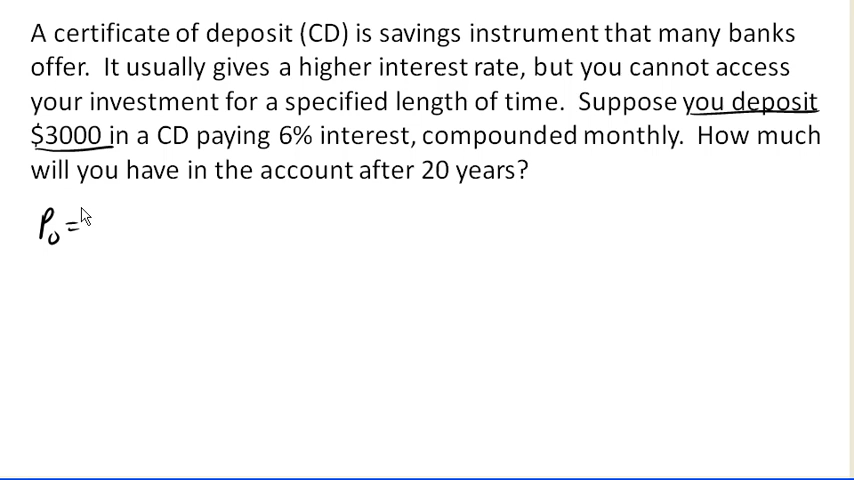 A certificate of deposit (CD) is savings instrument that many banks
offer.  It usually gives a higher interest rate, but you cannot access
your investment for a specified length of time.  Suppose you deposit
$3000 in a CD paying 6% interest, compounded monthly.  How much
will you have in the account after 20 years?
P₀ =